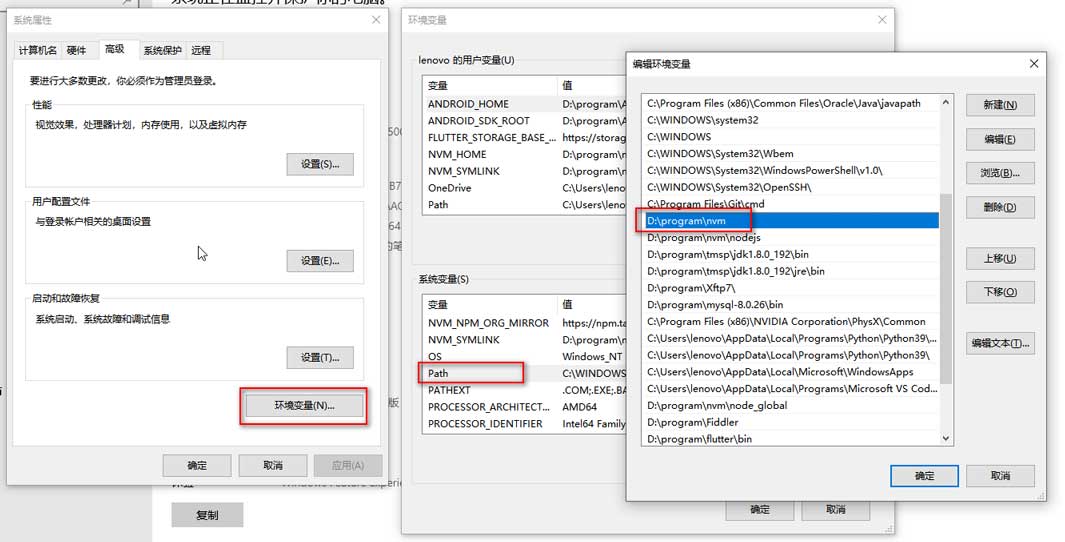 系统属性
计算机名 硬件 高级 系统保护 远程
要进行大多数更改，你必须作为管理员登录。
性能
视觉效果，处理器计划，内存使用，以及虚拟内存
设置(S)...
用户配置文件
与登录帐户相关的桌面设置
设置(E)...
启动和故障恢复
系统启动、系统故障和调试信息
设置(T)...
环境变量(N)...
确定 取消 应用(A)
复制
环境变量
lenovo 的用户变量(U)
变量 值
ANDROID_HOME D:\program\A
ANDROID_SDK_ROOT D:\program\A
FLUTTER_STORAGE_BASE_... https://storag
NVM_HOME D:\program\n
NVM_SYMLINK D:\program\n
OneDrive C:\Users\leno
Path C:\Users\leno
系统变量(S)
变量 值
NVM_NPM_ORG_MIRROR https://npm.ta
NVM_SYMLINK D:\program\n
OS Windows_NT
Path C:\WINDOWS
PATHEXT .COM;.EXE;.BA
PROCESSOR_ARCHITECT... AMD64
PROCESSOR_IDENTIFIER Intel64 Family
确定 取消
编辑环境变量
C:\Program Files (x86)\Common Files\Oracle\Java\javapath
C:\WINDOWS\system32
C:\WINDOWS
C:\WINDOWS\System32\Wbem
C:\WINDOWS\System32\WindowsPowerShell\v1.0\
C:\WINDOWS\System32\OpenSSH\
C:\Program Files\Git\cmd
D:\program\nvm
D:\program\nvm\nodejs
D:\program\tmsp\jdk1.8.0_192\bin
D:\program\tmsp\jdk1.8.0_192\jre\bin
D:\program\Xftp7\
D:\program\mysql-8.0.26\bin
C:\Program Files (x86)\NVIDIA Corporation\PhysX\Common
C:\Users\lenovo\AppData\Local\Programs\Python\Python39\...
C:\Users\lenovo\AppData\Local\Programs\Python\Python39\
C:\Users\lenovo\AppData\Local\Microsoft\WindowsApps
C:\Users\lenovo\AppData\Local\Programs\Microsoft VS Cod...
D:\program\nvm\node_global
D:\program\Fiddler
D:\program\flutter\bin
新建(N)
编辑(E)
浏览(B)...
删除(D)
上移(U)
下移(O)
编辑文本(T)...
确定 取消